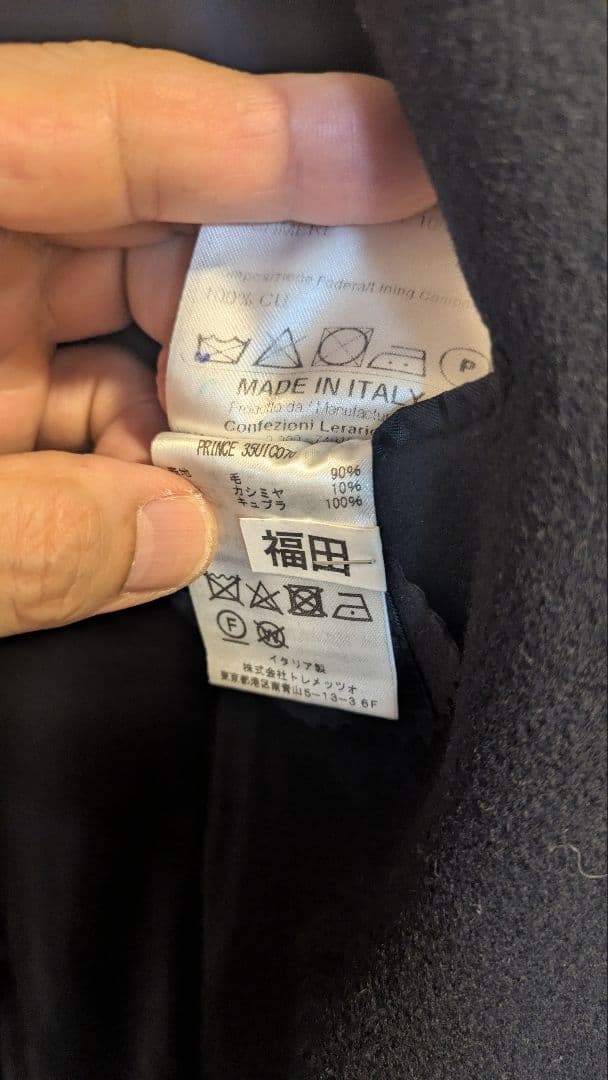 100% CU
P
MADE IN ITALY
Confezioni Lerario
PRINCE
毛 90%
カシミヤ 10%
キュプラ 100%
福田
F
W
イタリア製
株式会社トレメッツォ
東京都港区南青山5-13-3 6F